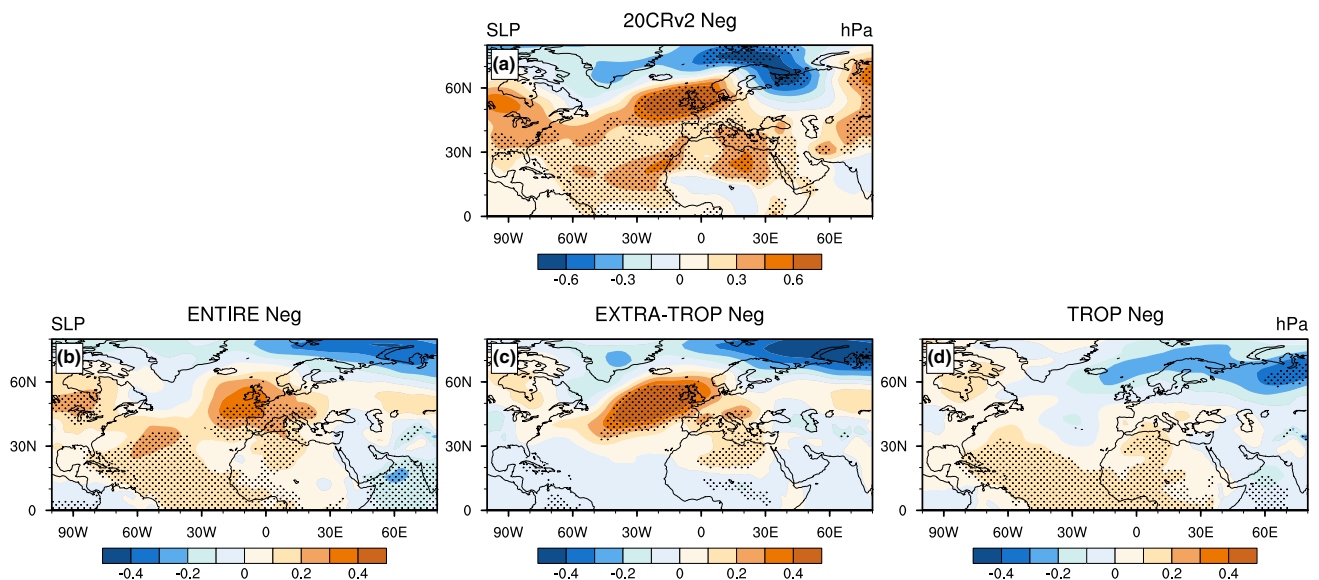 20CRv2 Neg
SLP hPa
(a)
60N
30N
0
90W 60W 30W 0 30E 60E
-0.6 -0.3 0 0.3 0.6
ENTIRE Neg EXTRA-TROP Neg TROP Neg
SLP hPa
(b) (c) (d)
60N 60N 60N
30N 30N 30N
0 0 0
90W 60W 30W 0 30E 60E 90W 60W 30W 0 30E 60E 90W 60W 30W 0 30E 60E
-0.4 -0.2 0 0.2 0.4 -0.4 -0.2 0 0.2 0.4 -0.4 -0.2 0 0.2 0.4